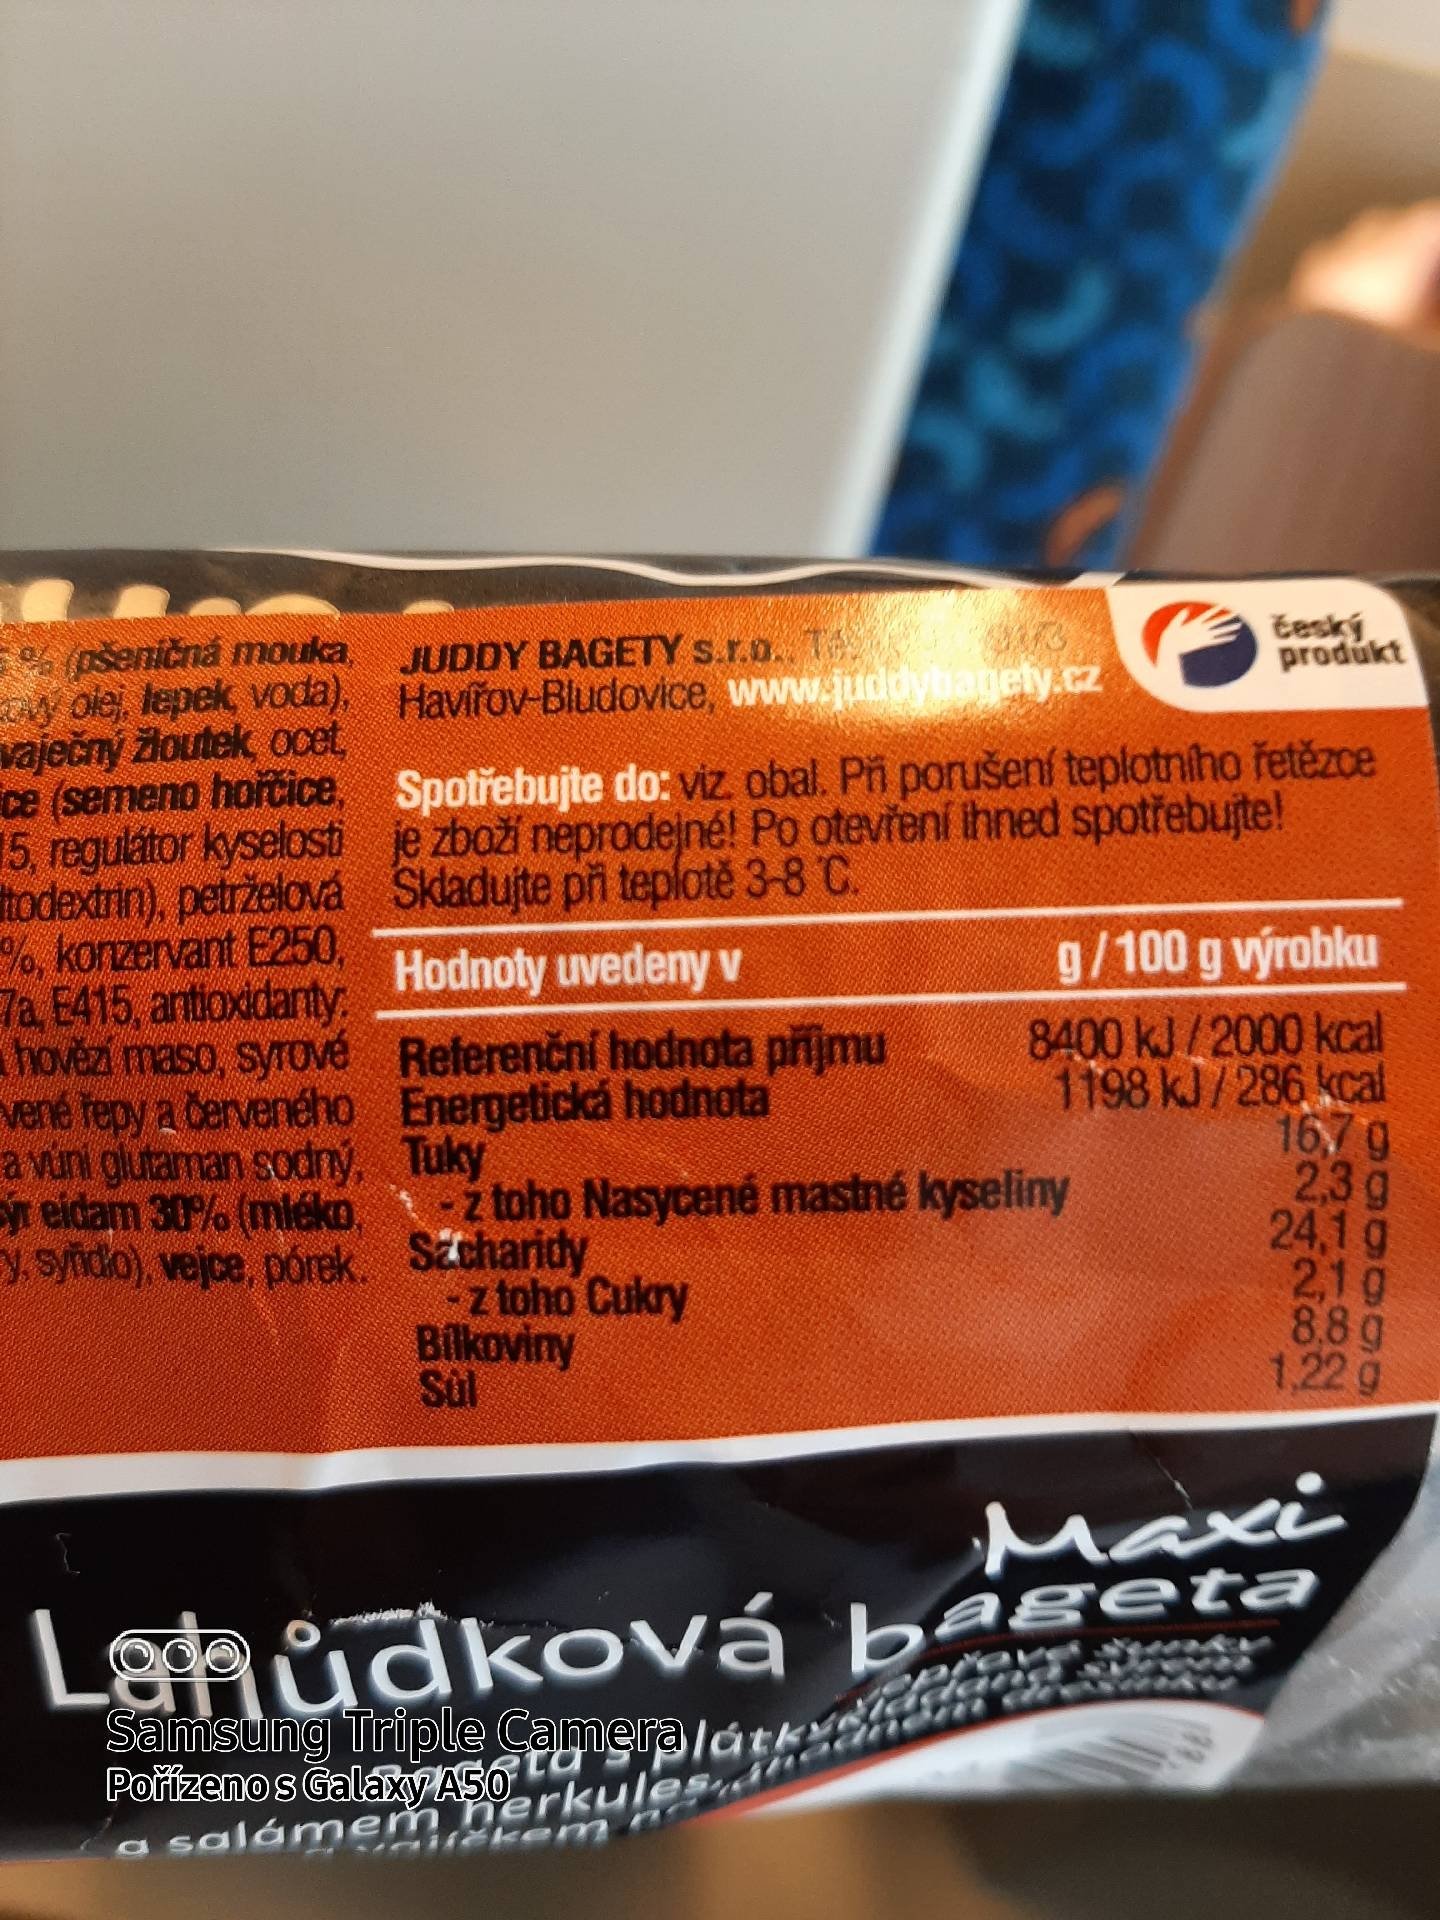 % (pšeničná mouka,
olej, lepek, voda),
vaječný žloutek, ocet,
(semeno hořčice,
15, regulátor kyselosti
petrželová
%, konzervant E250,
7a, E415, antioxidanty:
hovězí maso, syrové
řepy a červeného
a vůni glutaman sodný,
eidam 30% (mléko,
syřidlo), vejce, pórek.
JUDDY BAGETY s.r.o.,
Havířov-Bludovice, www.juddybagety.cz
český
produkt
Spotřebujte do: viz. obal. Při porušení teplotního řetězce
je zboží neprodejné! Po otevření ihned spotřebujte!
Skladujte při teplotě 3-8 °C.
Hodnoty uvedeny v g / 100 g výrobku
Referenční hodnota příjmu 8400 kJ / 2000 kcal
Energetická hodnota 1198 kJ / 286 kcal
Tuky 16,7 g
- z toho Nasycené mastné kyseliny 2,3 g
Sacharidy 24,1 g
- z toho Cukry 2,1 g
Bílkoviny 8,8 g
Sůl 1,22 g
Maxi
Lahůdková bageta
a salámem herkules,
Samsung Triple Camera
Pořízeno s Galaxy A50